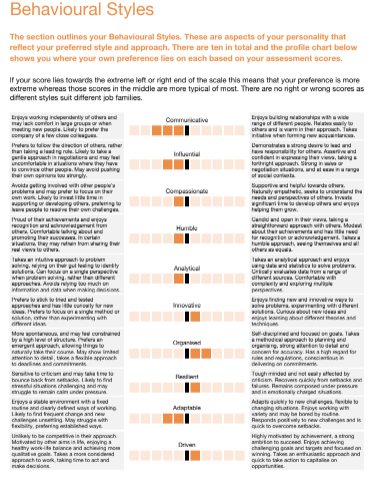 Behavioural Styles
The section outlines your Behavioural Styles. These are aspects of your personality that
reflect your preferred style and approach. There are ten in total and the profile chart below
shows you where your own preference lies on each based on your assessment scores.
If your score lies towards the extreme left or right end of the scale this means that your preference is more
extreme whereas those scores in the middle are more typical of most. There are no right or wrong scores as
different styles suit different job families.
Enjoys working independently of others and
may lack comfort in large groups or when
meeting new people. Likely to prefer the
company of a few close colleagues.
Communicative
Enjoys building relationships with a wide
range of different people. Relates easily to
others and is warm in their approach. Takes
initiative when forming new acquaintances.
Prefers to follow the direction of others, rather
than taking a leading role. Likely to take a
gentle approach in negotiations and may feel
uncomfortable in situations where they have
to convince other people. May avoid pushing
their own opinions too strongly.
Influential
Demonstrates a strong desire to lead and
have responsibility for others. Assertive and
confident in expressing their views, taking a
forthright approach. Strong in sales or
negotiation situations, and at ease in a range
of social contexts.
Avoids getting involved with other people's
problems and may prefer to focus on their
own work. Likely to invest little time in
supporting or developing others, preferring to
leave people to resolve their own challenges.
Compassionate
Supportive and helpful towards others.
Naturally empathetic, seeks to understand the
needs and perspectives of others. Invests
significant time to develop others and enjoys
helping them grow.
Proud of their achievements and enjoys
recognition and acknowledgement from
others. Comfortable talking about and
promoting their successes. In certain
situations, they may refrain from sharing their
real views to others.
Humble
Candid and open in their views, taking a
straightforward approach with others. Modest
about their achievements and has little need
for recognition or acknowledgement. Takes a
humble approach, seeing themselves and all
others as equals.
Takes an intuitive approach to problem
solving, relying on their gut feeling to identify
solutions. Can focus on a single perspective
when problem solving, rather than different
approaches. Avoids relying too much on
information and data when making decisions.
Analytical
Takes an analytical approach and enjoys
using data and statistics to solve problems.
Critically evaluates data from a range of
different sources. Comfortable with
complexity and exploring multiple
perspectives.
Prefers to stick to tried and tested
approaches and has little curiosity for new
ideas. Prefers to focus on a single method or
solution, rather than experimenting with
different ideas.
Innovative
Enjoys finding new and innovative ways to
solve problems, experimenting with different
solutions. Curious about new ideas and
enjoys learning about different theories and
techniques.
More spontaneous, and may feel constrained
by a high level of structure. Prefers an
emergent approach, allowing things to
naturally take their course. May show limited
attention to detail, takes a flexible approach
to deadlines and commitments.
Organised
Self-disciplined and focused on goals. Takes
a methodical approach to planning and
organising, strong attention to detail and
concern for accuracy. Has a high regard for
rules and regulations, conscientious in
delivering on commitments.
Sensitive to criticism and may take time to
bounce back from setbacks. Likely to find
stressful situations challenging and may
struggle to remain calm under pressure.
Resilient
Tough minded and not easily affected by
criticism. Recovers quickly from setbacks and
failures. Remains composed under pressure
and in emotionally charged situations.
Enjoys a stable environment with a fixed
routine and clearly defined ways of working.
Likely to find frequent change and new
challenges unsettling. May struggle with
flexibility, preferring established ways.
Adaptable
Adapts quickly to new challenges, flexible to
changing situations. Enjoys working with
variety and may be bored by routine.
Responds positively to new challenges and is
quick to overcome setbacks.
Unlikely to be competitive in their approach.
Motivated by other aims in life, enjoying a
healthy work-life balance and achieving more
qualitative goals. Takes a more considered
approach to work, taking time to act and
make decisions.
Driven
Highly motivated by achievement, a strong
ambition to succeed. Enjoys achieving
challenging goals and targets and focused on
winning. Takes an enthusiastic approach and
quick to take action to capitalise on
opportunities.